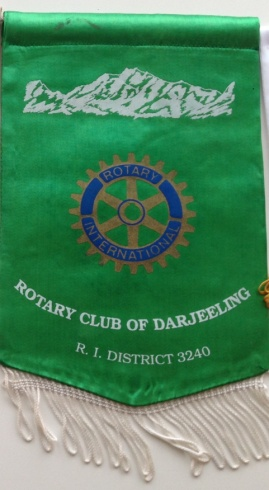 ROTARY
INTERNATIONAL
ROTARY CLUB OF DARJEELING
R. I. DISTRICT 3240